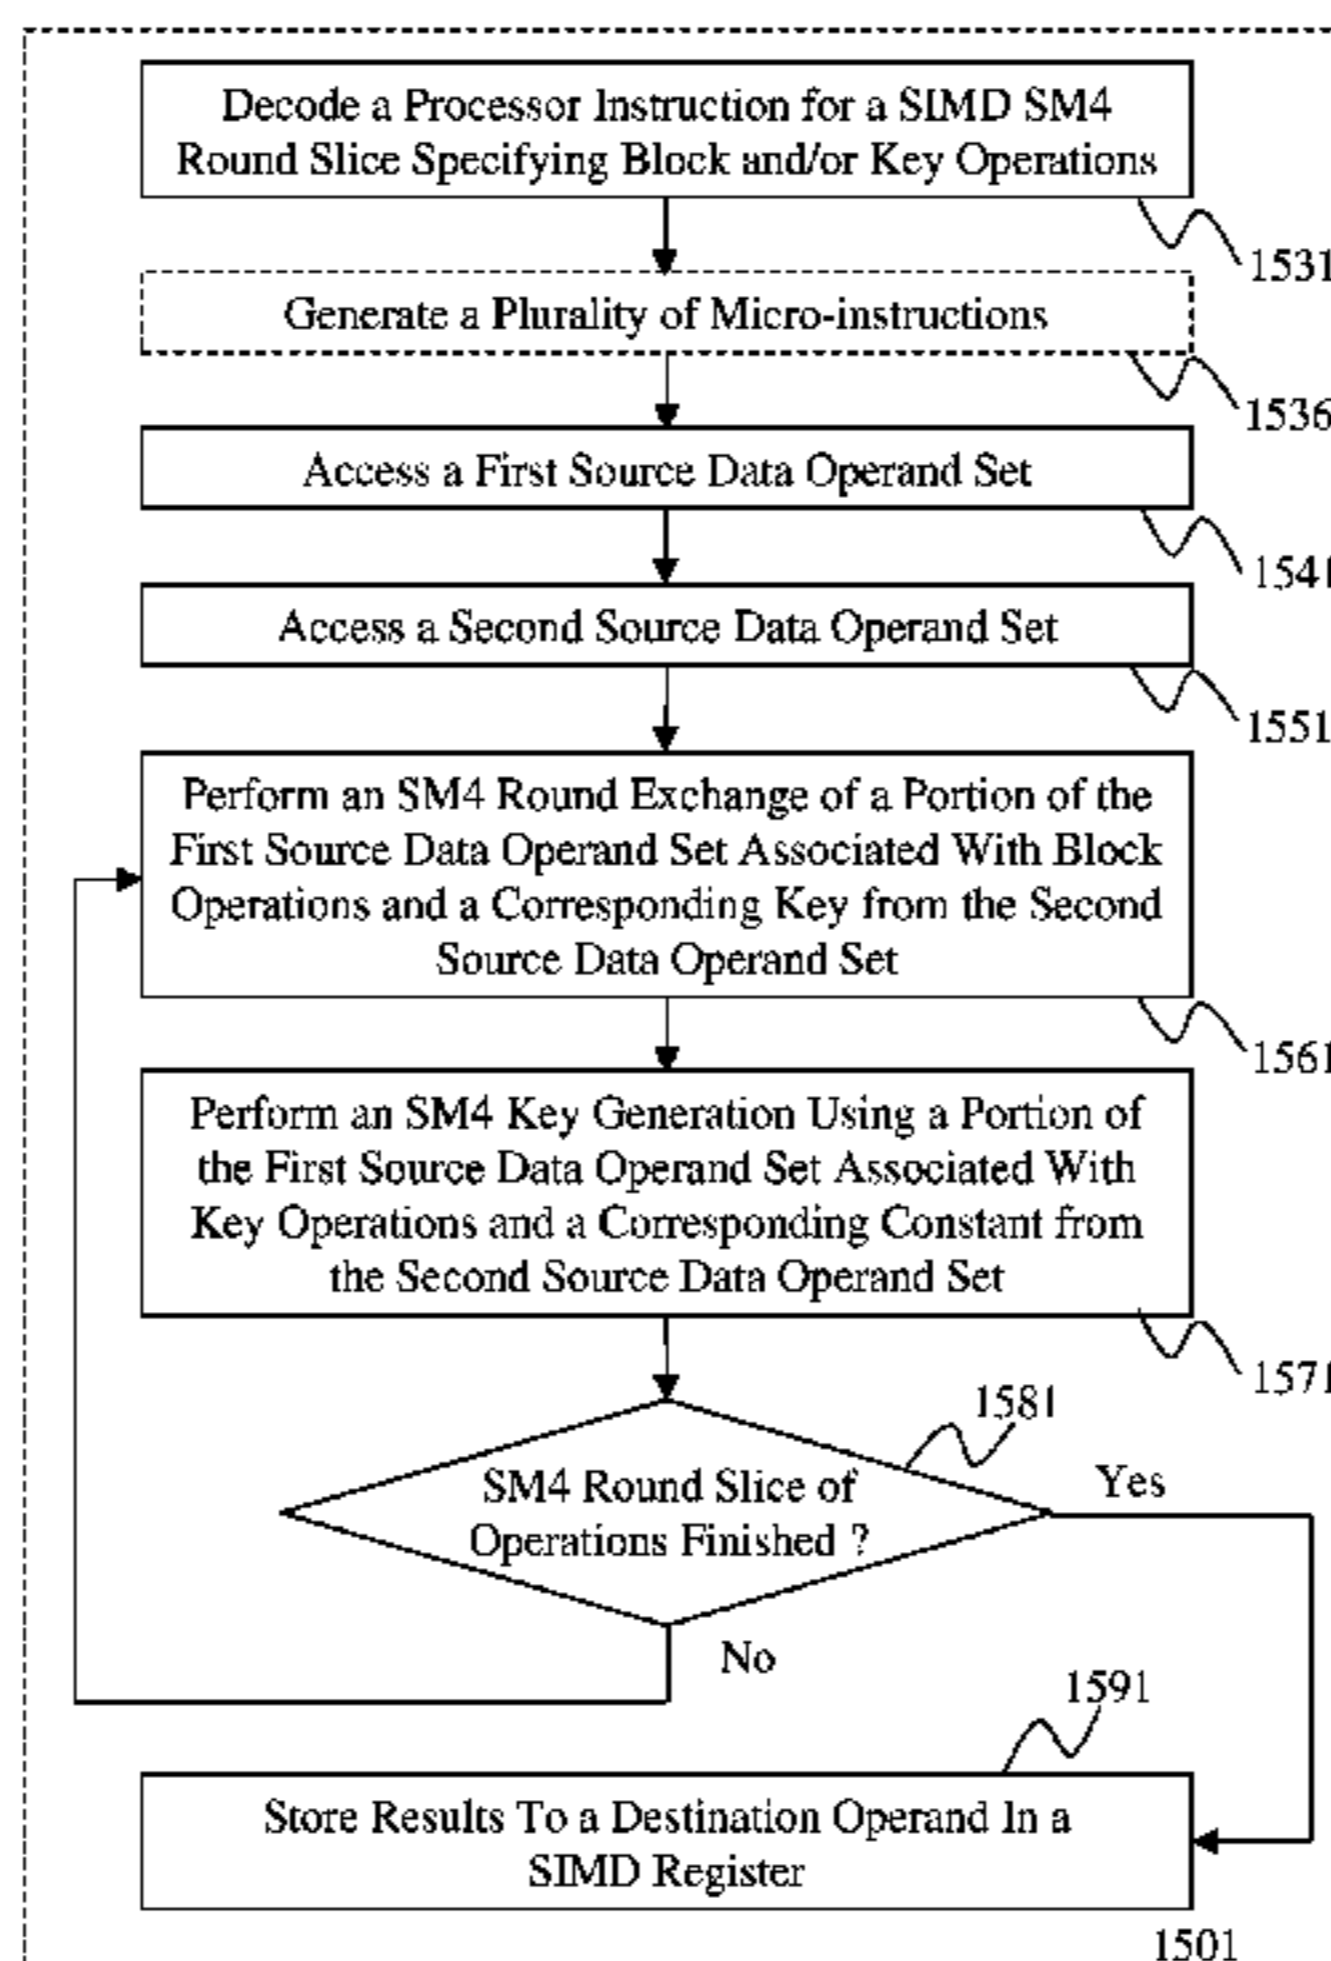 Decode a Processor Instruction for a SIMD SM4
Round Slice Specifying Block and/or Key Operations
1531
Generate a Plurality of Micro-instructions
1536
Access a First Source Data Operand Set
1541
Access a Second Source Data Operand Set
1551
Perform an SM4 Round Exchange of a Portion of the
First Source Data Operand Set Associated With Block
Operations and a Corresponding Key from the Second
Source Data Operand Set
1561
Perform an SM4 Key Generation Using a Portion of
the First Source Data Operand Set Associated With
Key Operations and a Corresponding Constant from
the Second Source Data Operand Set
1571
1581
SM4 Round Slice of
Operations Finished ?
Yes
No
1591
Store Results To a Destination Operand In a
SIMD Register
1501